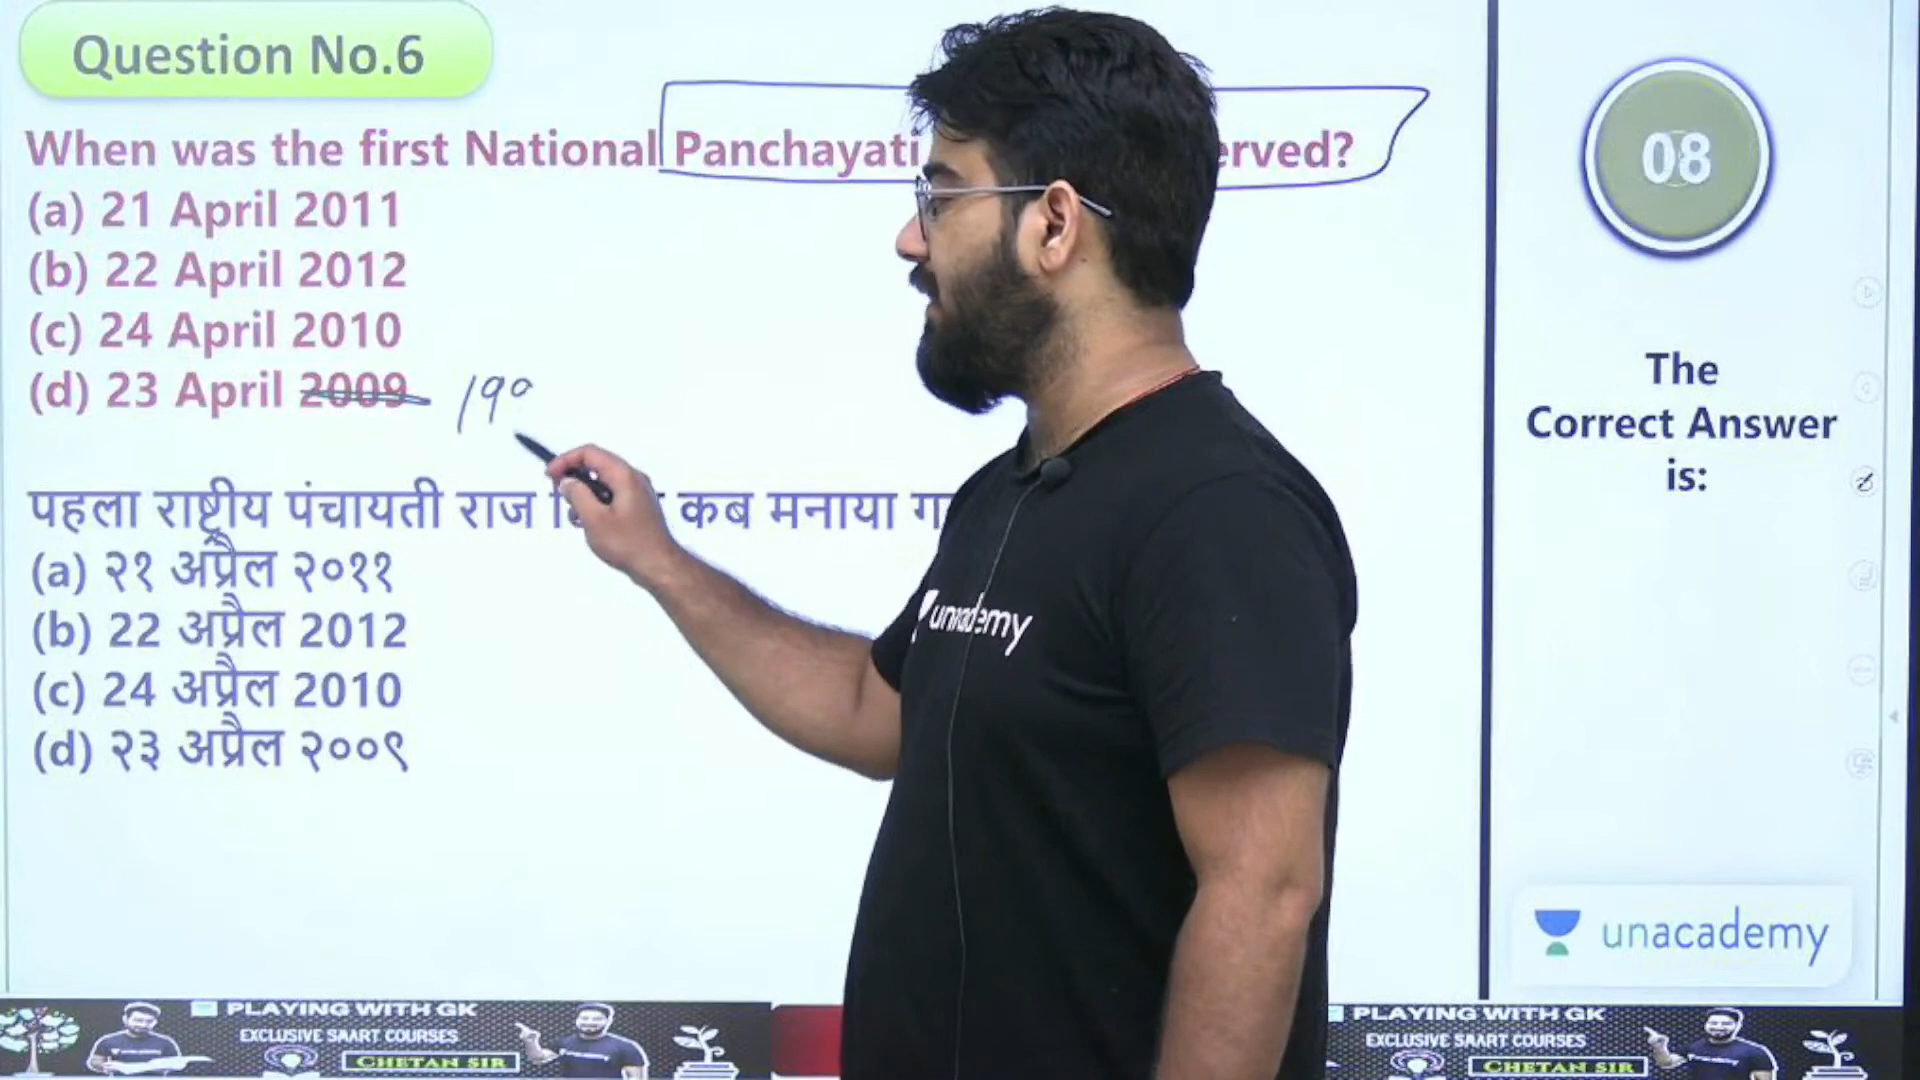 Question No.6
When was the first National Panchayati erved?
(a) 21 April 2011
(b) 22 April 2012
(c) 24 April 2010
(d) 23 April 2009 190
पहला राष्ट्रीय पंचायती राज कब मनाया
(a) २१ अप्रैल २०११
(b) 22 अप्रैल 2012
(c) 24 अप्रैल 2010
(d) २३ अप्रैल २००९
08
The
Correct Answer
is:
unacademy
unacademy
PLAYING WITH GK
EXCLUSIVE SAART COURSES
CHETAN SIR
PLAYING WITH GK
EXCLUSIVE SAART COURSES
CHETAN SIR